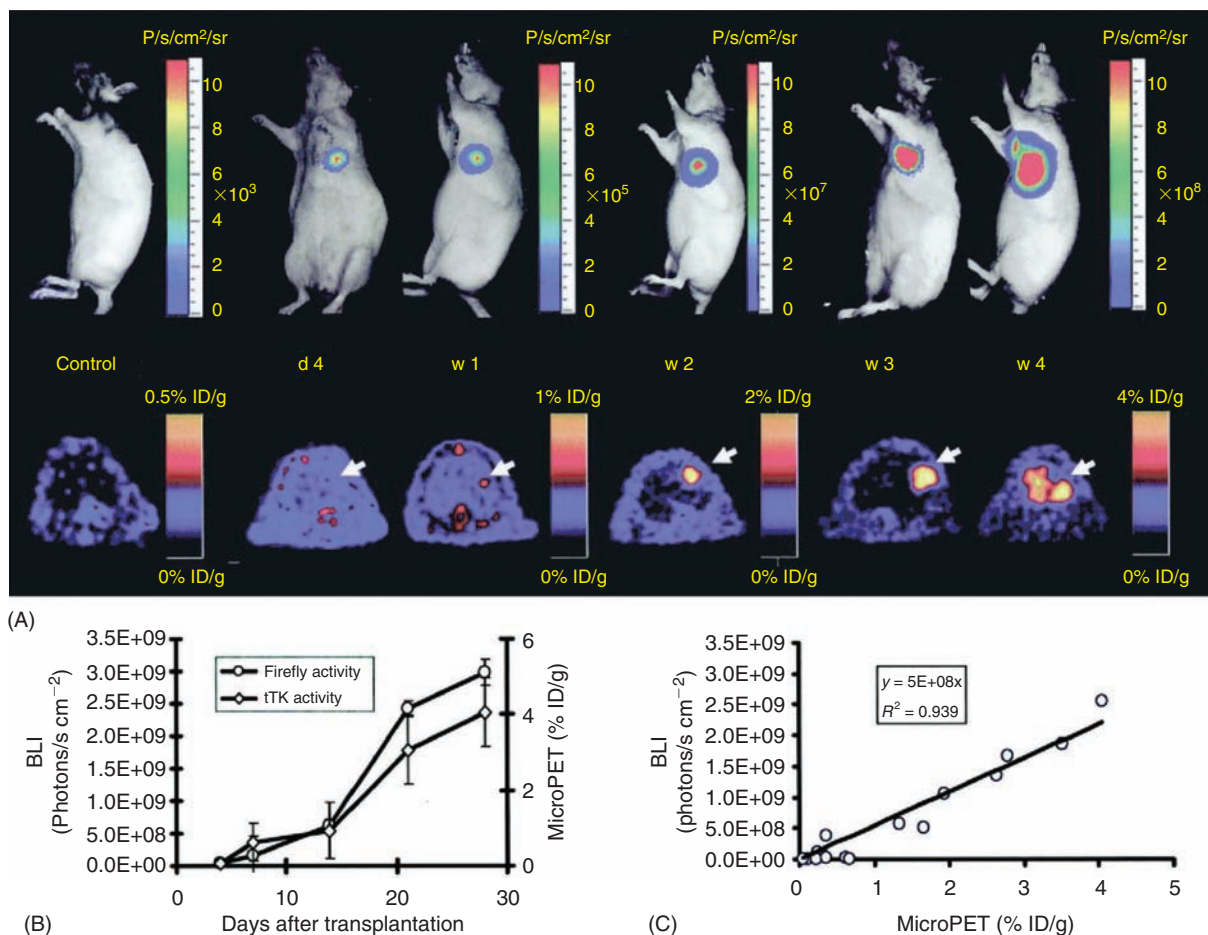 P/s/cm²/sr P/s/cm²/sr P/s/cm²/sr P/s/cm²/sr
10 10 10 10
8 8 8 8
6 6 6 6
×10³ ×10⁵ ×10⁷ ×10⁸
4 4 4 4
2 2 2 2
0 0 0 0
Control d 4 w 1 w 2 w 3 w 4
0.5% ID/g 1% ID/g 2% ID/g 4% ID/g
0% ID/g 0% ID/g 0% ID/g 0% ID/g
(A)
BLI
(Photons/s cm⁻²)
3.5E+09
3.0E+09
2.5E+09
2.0E+09
1.5E+09
1.0E+09
5.0E+08
0.0E+00
Firefly activity
tTK activity
6
4
2
0
MicroPET (% ID/g)
0 10 20 30
Days after transplantation
(B)
BLI
(photons/s cm⁻²)
3.0E+09
2.5E+09
2.0E+09
1.5E+09
1.0E+09
5.0E+08
0.0E+00
y = 5E+08x
R² = 0.939
0 1 2 3 4 5
MicroPET (% ID/g)
(C)